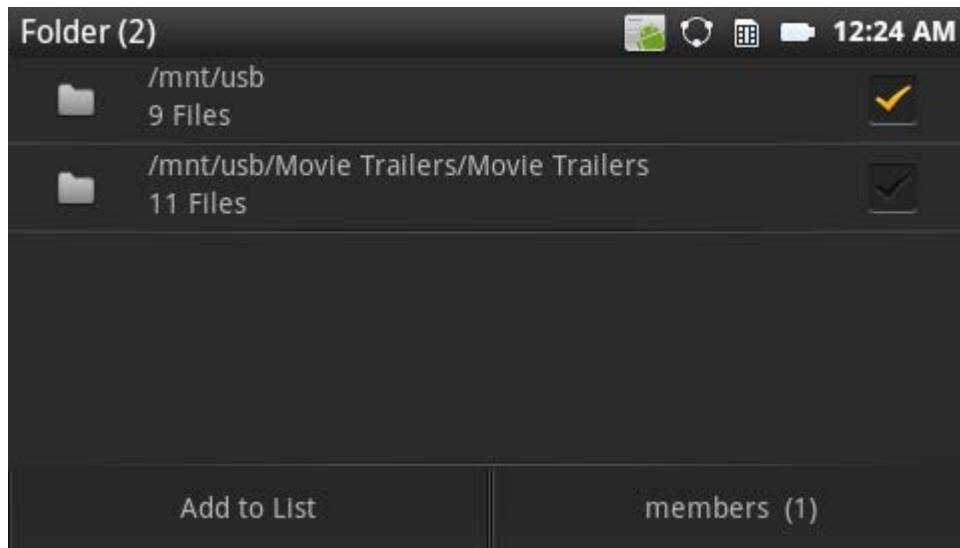 Folder (2) 12:24 AM
/mnt/usb
9 Files
/mnt/usb/Movie Trailers/Movie Trailers
11 Files
Add to List members (1)